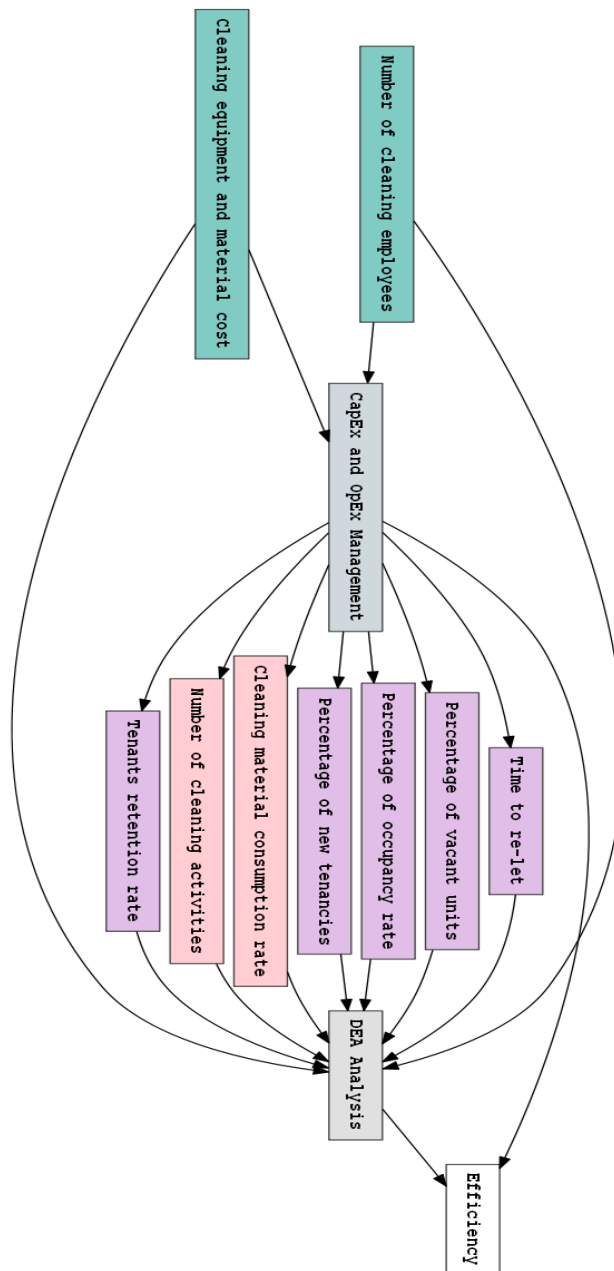 Cleaning equipment and material cost
Number of cleaning employees
CapEx and OpEx Management
Time to re-let
Percentage of vacant units
Percentage of occupancy rate
Percentage of new tenancies
Cleaning material consumption rate
Number of cleaning activities
Tenants retention rate
DEA Analysis
Efficiency